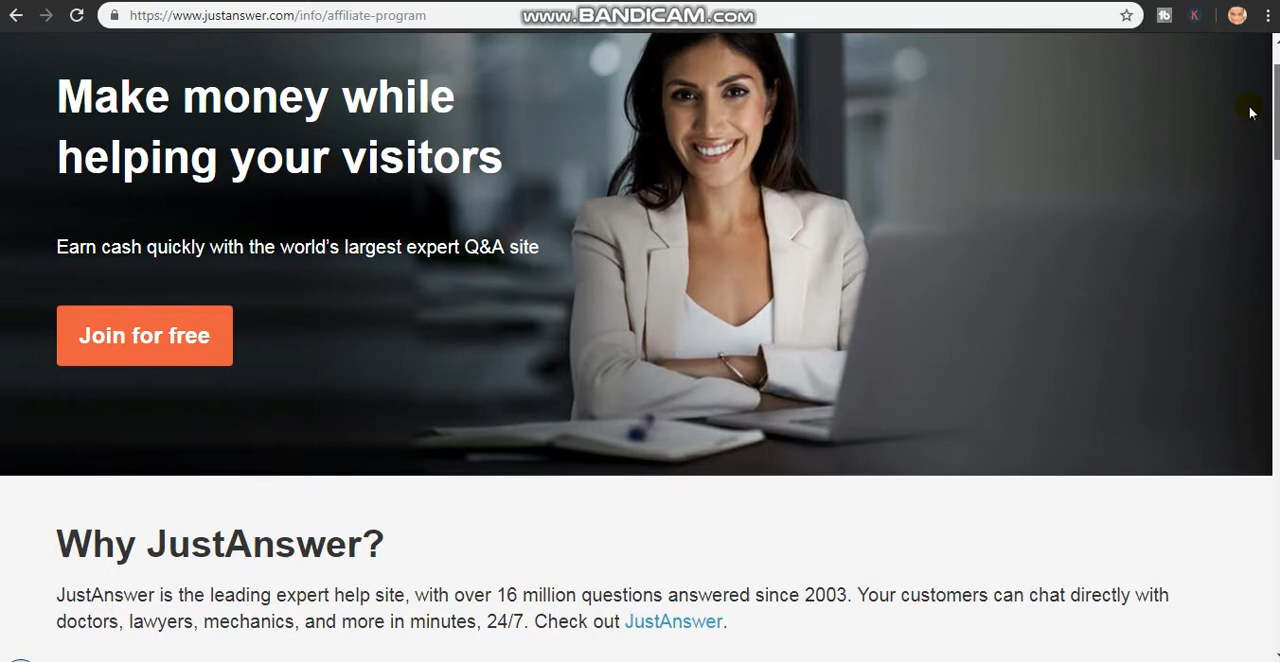 https://www.justanswer.com/info/affiliate-program
www.BANDICAM.com
tb
K
Make money while
helping your visitors
Earn cash quickly with the world's largest expert Q&A site
Join for free
Why JustAnswer?
JustAnswer is the leading expert help site, with over 16 million questions answered since 2003. Your customers can chat directly with
doctors, lawyers, mechanics, and more in minutes, 24/7. Check out JustAnswer.